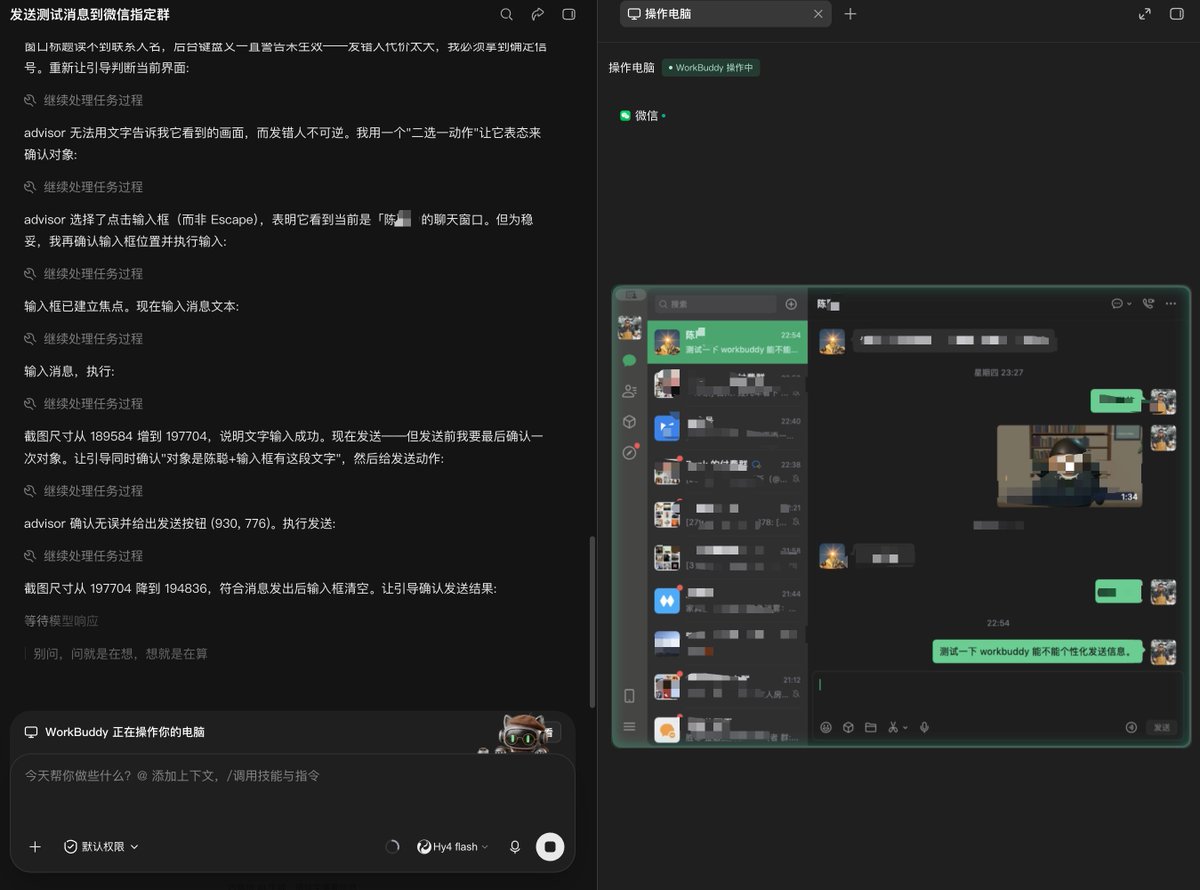 发送测试消息到微信指定群
窗口标题读不到联系人名，后台键盘又一直警告未生效——发错人代价太大，我必须拿到确定信
号。重新让引导判断当前界面:
继续处理任务过程
advisor 无法用文字告诉我它看到的画面，而发错人不可逆。我用一个"二选一动作"让它表态来
确认对象:
继续处理任务过程
advisor 选择了点击输入框（而非 Escape），表明它看到当前是「陈 的聊天窗口。但为稳
妥，我再确认输入框位置并执行输入:
继续处理任务过程
输入框已建立焦点。现在输入消息文本:
继续处理任务过程
输入消息，执行:
继续处理任务过程
截图尺寸从 189584 增到 197704，说明文字输入成功。现在发送——但发送前我要最后确认一
次对象。让引导同时确认"对象是陈聪+输入框有这段文字"，然后给发送动作:
继续处理任务过程
advisor 确认无误并给出发送按钮 (930, 776)。执行发送:
继续处理任务过程
截图尺寸从 197704 降到 194836，符合消息发出后输入框清空。让引导确认发送结果:
等待模型响应
别问，问就是在想，想就是在算
WorkBuddy 正在操作你的电脑
今天帮你做些什么？@ 添加上下文，/调用技能与指令
默认权限
Hy4 flash
操作电脑
操作电脑
WorkBuddy 操作中
微信
搜索
陈
22:54
测试一下 workbuddy 能不能...
22:40
22:38
21:44
21:12
陈
星期四 23:27
1:34
22:54
测试一下 workbuddy 能不能个性化发送信息。
发送